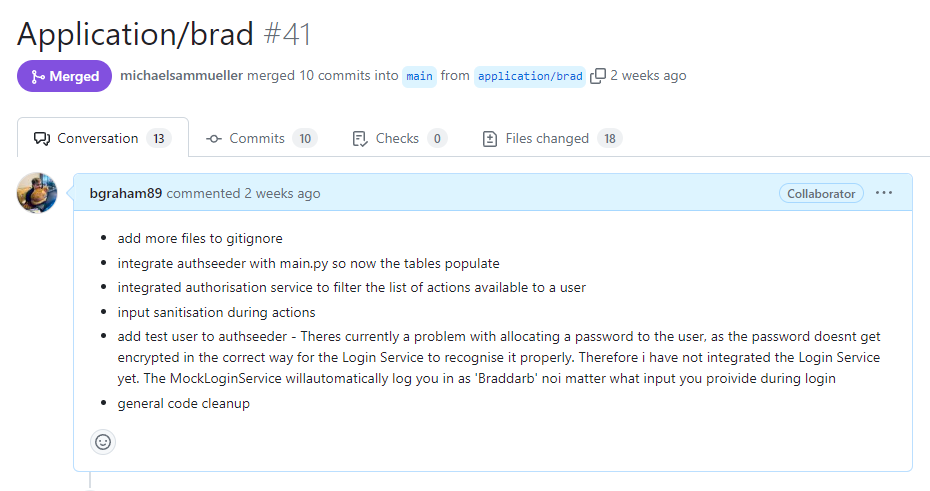 Application/brad #41
Merged michaelsammueller merged 10 commits into main from application/brad 2 weeks ago
Conversation 13 Commits 10 Checks 0 Files changed 18
bgraham89 commented 2 weeks ago Collaborator
add more files to gitignore
integrate authseeder with main.py so now the tables populate
integrated authorisation service to filter the list of actions available to a user
input sanitisation during actions
add test user to authseeder - Theres currently a problem with allocating a password to the user, as the password doesnt get
encrypted in the correct way for the Login Service to recognise it properly. Therefore i have not integrated the Login Service
yet. The MockLoginService willautomatically log you in as 'Braddarb' noi matter what input you proivide during login
general code cleanup